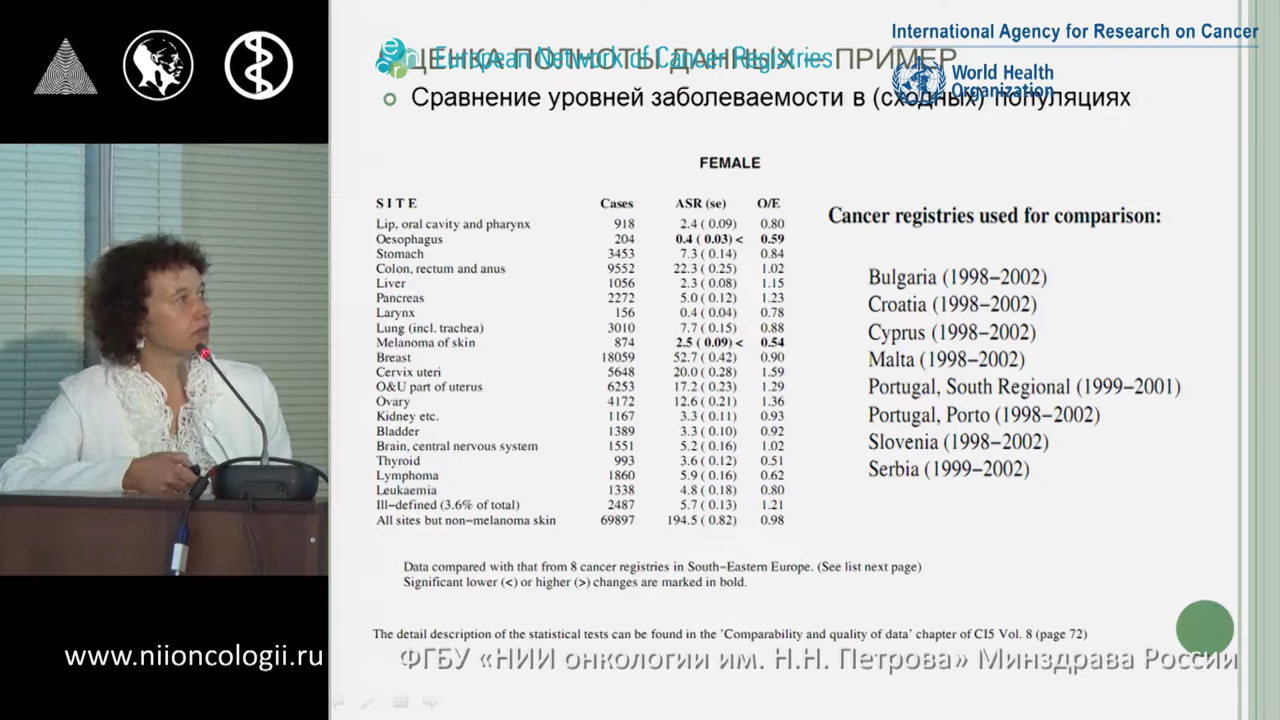 International Agency for Research on Cancer
ЦЕНКА ПОЛНОТЫ ДАННЫХ – ПРИМЕР
European Network of Cancer Registries
World Health
Organization
Сравнение уровней заболеваемости в (сходных) популяциях
FEMALE
SITE Cases ASR (se) O/E
Lip, oral cavity and pharynx 918 2.4 ( 0.09) 0.80
Oesophagus 204 0.4 ( 0.03) < 0.59
Stomach 3453 7.3 ( 0.14) 0.84
Colon, rectum and anus 9552 22.3 ( 0.25) 1.02
Liver 1056 2.3 ( 0.08) 1.15
Pancreas 2272 5.0 ( 0.12) 1.23
Larynx 156 0.4 ( 0.04) 0.78
Lung (incl. trachea) 3010 7.7 ( 0.15) 0.88
Melanoma of skin 874 2.5 ( 0.09) < 0.54
Breast 18059 52.7 ( 0.42) 0.90
Cervix uteri 5648 20.0 ( 0.28) 1.59
O&U part of uterus 6253 17.2 ( 0.23) 1.29
Ovary 4172 12.6 ( 0.21) 1.36
Kidney etc. 1167 3.3 ( 0.11) 0.93
Bladder 1389 3.3 ( 0.10) 0.92
Brain, central nervous system 1551 5.2 ( 0.16) 1.02
Thyroid 993 3.6 ( 0.12) 0.51
Lymphoma 1860 5.9 ( 0.16) 0.62
Leukaemia 1338 4.8 ( 0.18) 0.80
Ill–defined (3.6% of total) 2487 5.7 ( 0.13) 1.21
All sites but non–melanoma skin 69897 194.5 ( 0.82) 0.98
Cancer registries used for comparison:
Bulgaria (1998–2002)
Croatia (1998–2002)
Cyprus (1998–2002)
Malta (1998–2002)
Portugal, South Regional (1999–2001)
Portugal, Porto (1998–2002)
Slovenia (1998–2002)
Serbia (1999–2002)
Data compared with that from 8 cancer registries in South–Eastern Europe. (See list next page)
Significant lower (<) or higher (>) changes are marked in bold.
The detail description of the statistical tests can be found in the 'Comparability and quality of data' chapter of CI5 Vol. 8 (page 72)
www.niioncologii.ru
ФГБУ «НИИ онкологии им. Н.Н. Петрова» Минздрава России